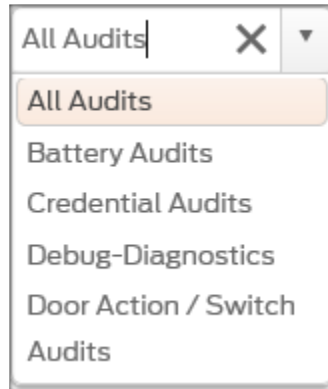 All Audits
All Audits
Battery Audits
Credential Audits
Debug-Diagnostics
Door Action / Switch
Audits